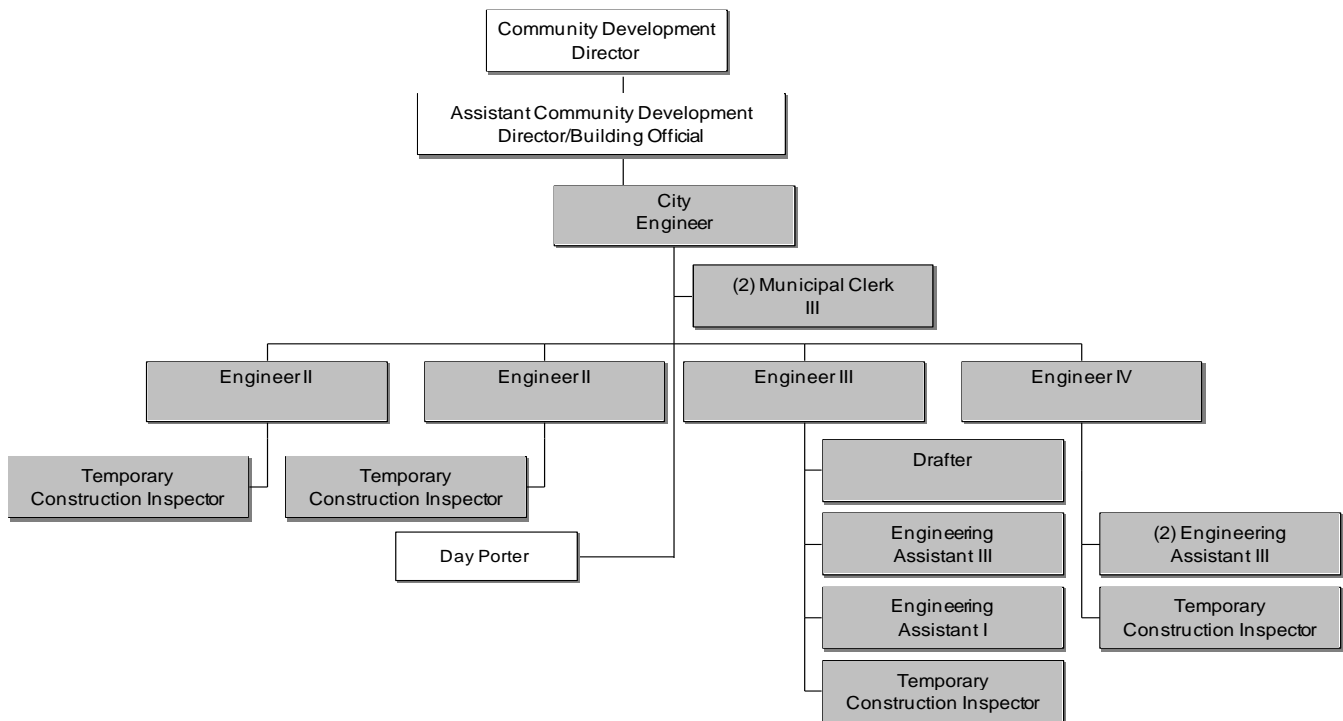 Community Development
Director
Assistant Community Development
Director/Building Official
City
Engineer
(2) Municipal Clerk
III
Engineer II
Engineer II
Engineer III
Engineer IV
Temporary
Construction Inspector
Temporary
Construction Inspector
Drafter
Day Porter
Engineering
Assistant III
(2) Engineering
Assistant III
Engineering
Assistant I
Temporary
Construction Inspector
Temporary
Construction Inspector